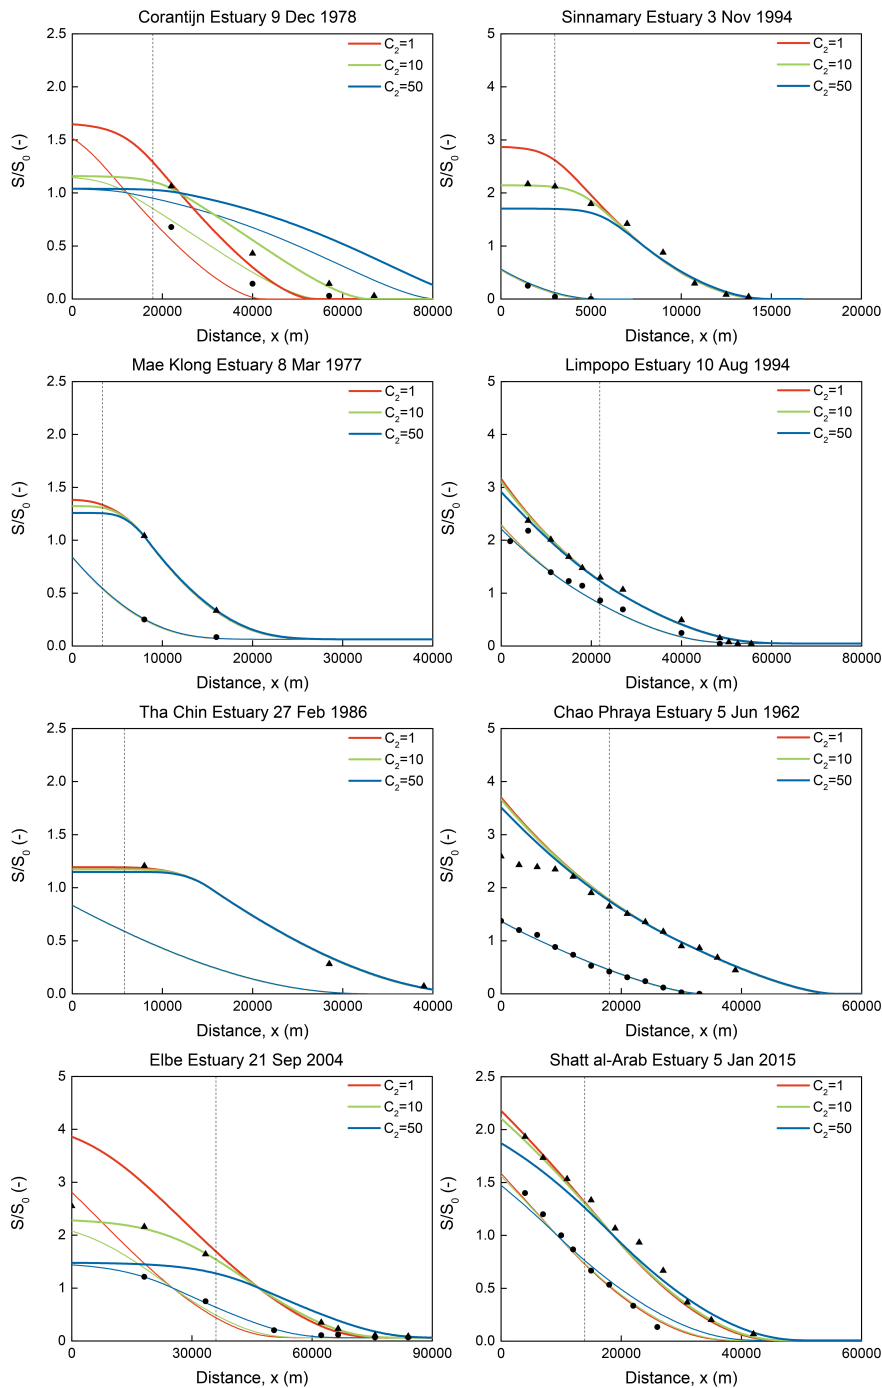 Corantijn Estuary 9 Dec 1978
2.5
2.0
1.5
1.0
0.5
0.0
S/S₀ (-)
C₂=1
C₂=10
C₂=50
0 20000 40000 60000 80000
Distance, x (m)
Sinnamary Estuary 3 Nov 1994
5
4
3
2
1
0
S/S₀ (-)
C₂=1
C₂=10
C₂=50
0 5000 10000 15000 20000
Distance, x (m)
Mae Klong Estuary 8 Mar 1977
2.5
2.0
1.5
1.0
0.5
0.0
S/S₀ (-)
C₂=1
C₂=10
C₂=50
0 10000 20000 30000 40000
Distance, x (m)
Limpopo Estuary 10 Aug 1994
5
4
3
2
1
0
S/S₀ (-)
C₂=1
C₂=10
C₂=50
0 20000 40000 60000 80000
Distance, x (m)
Tha Chin Estuary 27 Feb 1986
2.5
2.0
1.5
1.0
0.5
0.0
S/S₀ (-)
C₂=1
C₂=10
C₂=50
0 10000 20000 30000 40000
Distance, x (m)
Chao Phraya Estuary 5 Jun 1962
5
4
3
2
1
0
S/S₀ (-)
C₂=1
C₂=10
C₂=50
0 20000 40000 60000
Distance, x (m)
Elbe Estuary 21 Sep 2004
5
4
3
2
1
0
S/S₀ (-)
C₂=1
C₂=10
C₂=50
0 30000 60000 90000
Distance, x (m)
Shatt al-Arab Estuary 5 Jan 2015
2.5
2.0
1.5
1.0
0.5
0.0
S/S₀ (-)
C₂=1
C₂=10
C₂=50
0 20000 40000 60000
Distance, x (m)